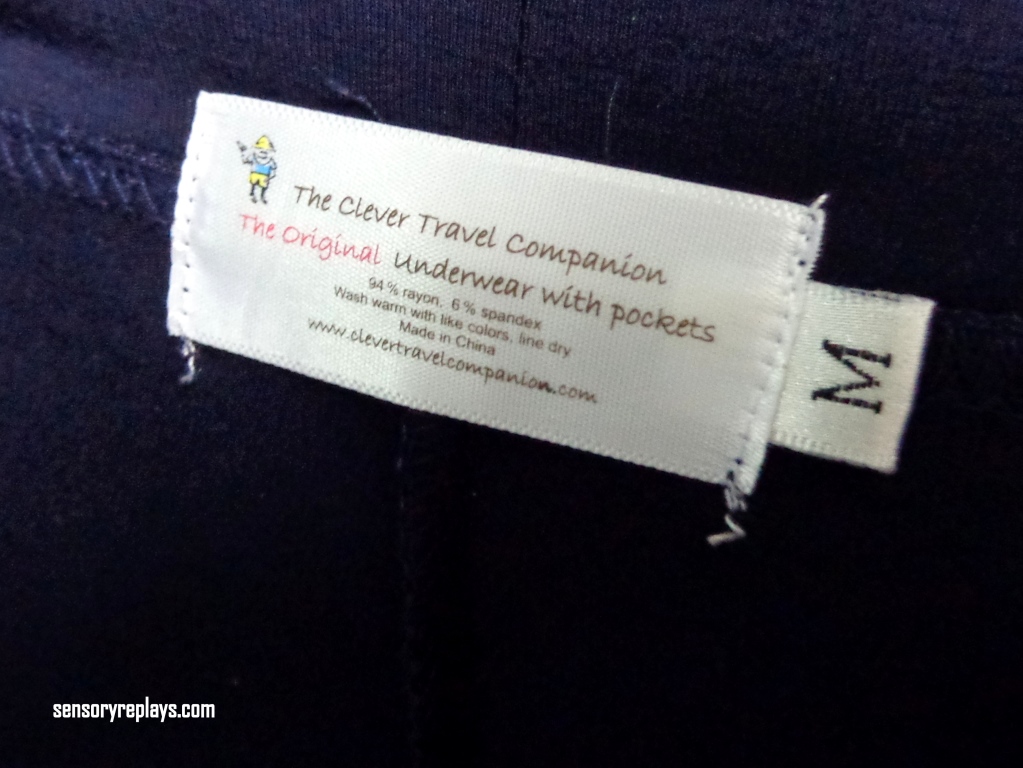 The Clever Travel Companion
The Original Underwear with pockets
94 % rayon, 6 % spandex
Wash warm with like colors, line dry
Made in China
www.clevertravelcompanion.com
M
sensoryreplays.com